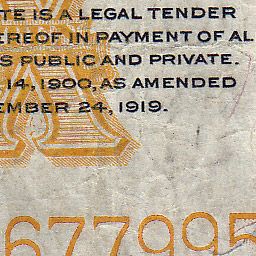 TE IS A LEGAL TENDER
EREOF IN PAYMENT OF AL
S PUBLIC AND PRIVATE.
14, 1900, AS AMENDED
EMBER 24, 1919.
677995